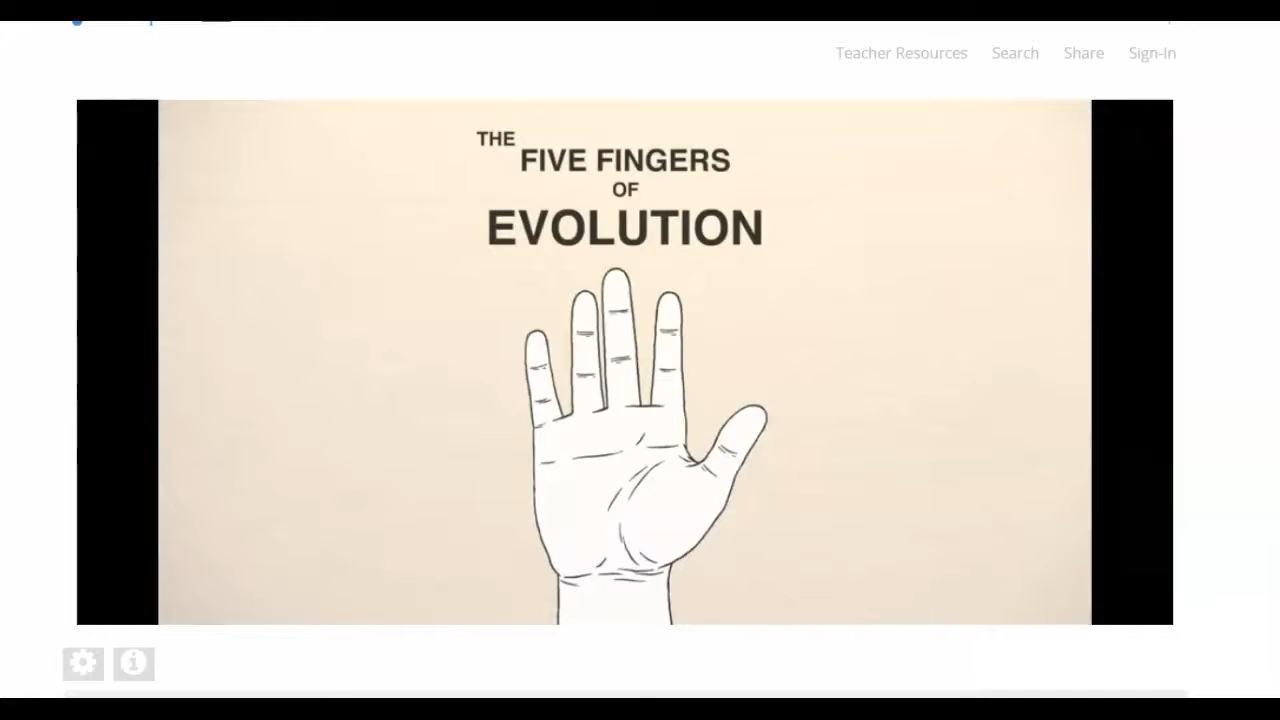 Teacher Resources Search Share Sign-In
THE
FIVE FINGERS
OF
EVOLUTION